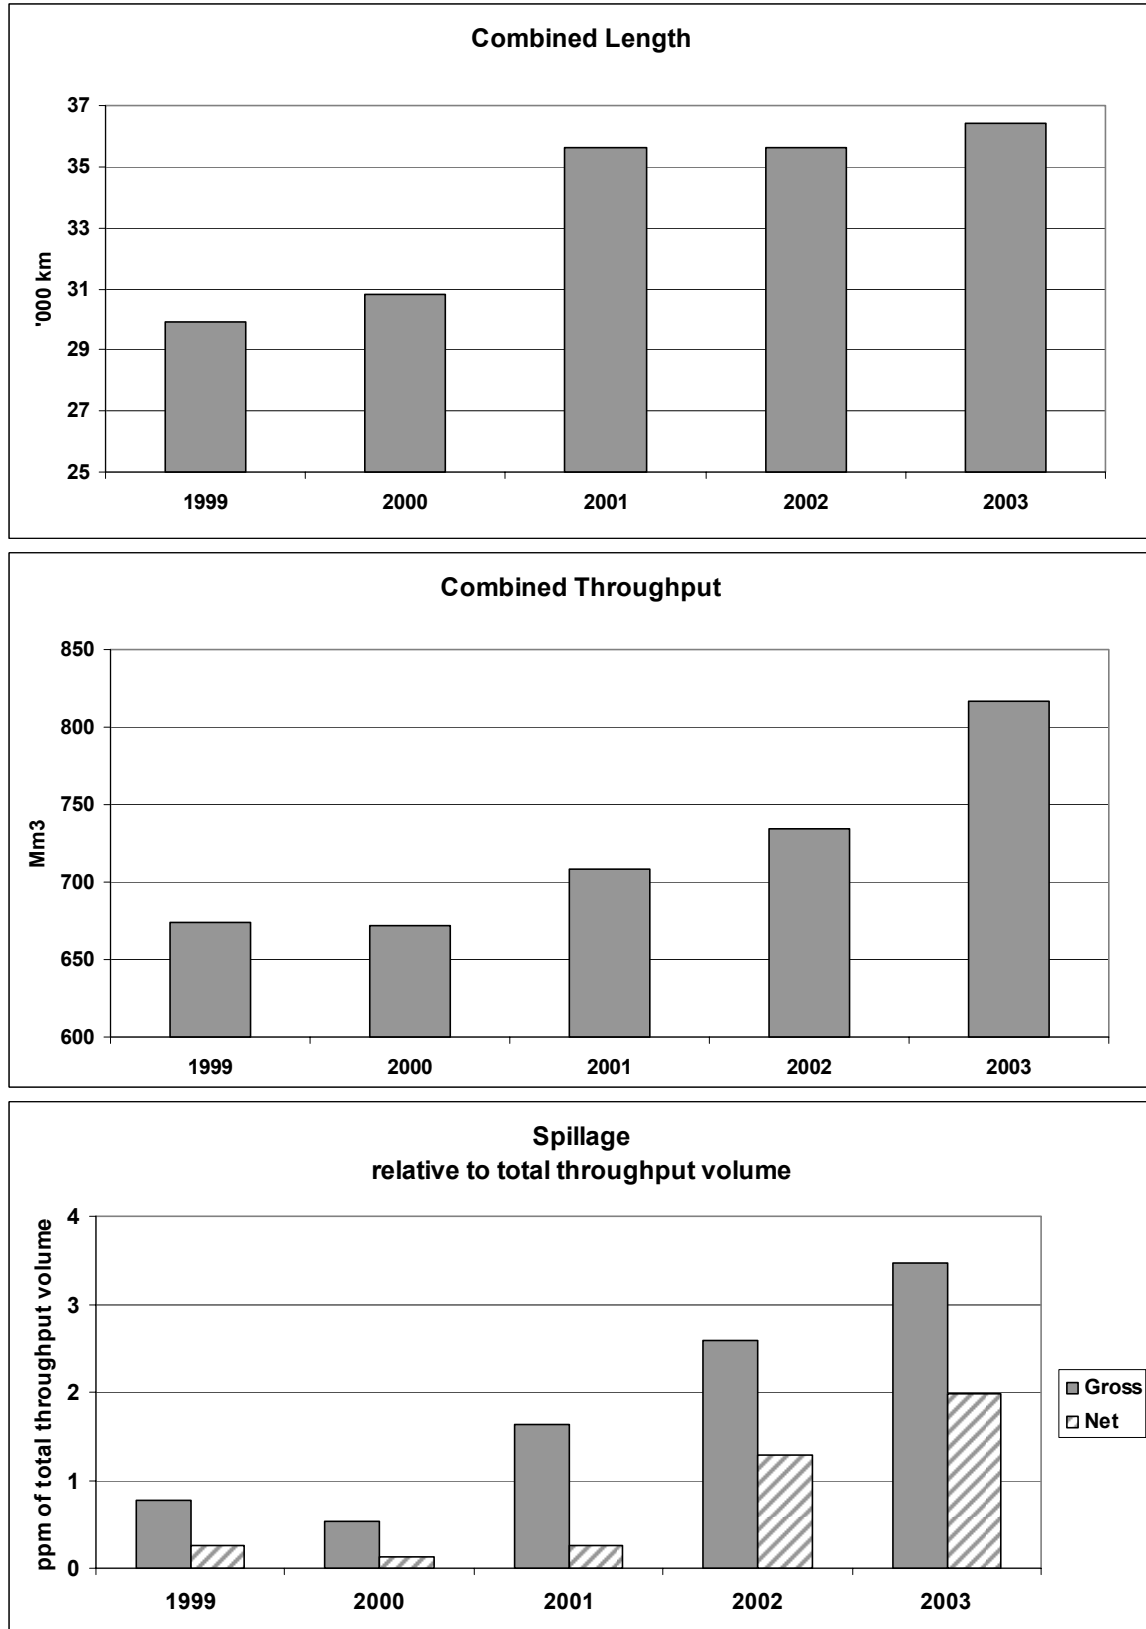 Combined Length
37
35
33
31
29
27
25
'000 km
1999 2000 2001 2002 2003
Combined Throughput
850
800
750
700
650
600
Mm3
1999 2000 2001 2002 2003
Spillage
relative to total throughput volume
4
3
2
1
0
ppm of total throughput volume
1999 2000 2001 2002 2003
Gross
Net